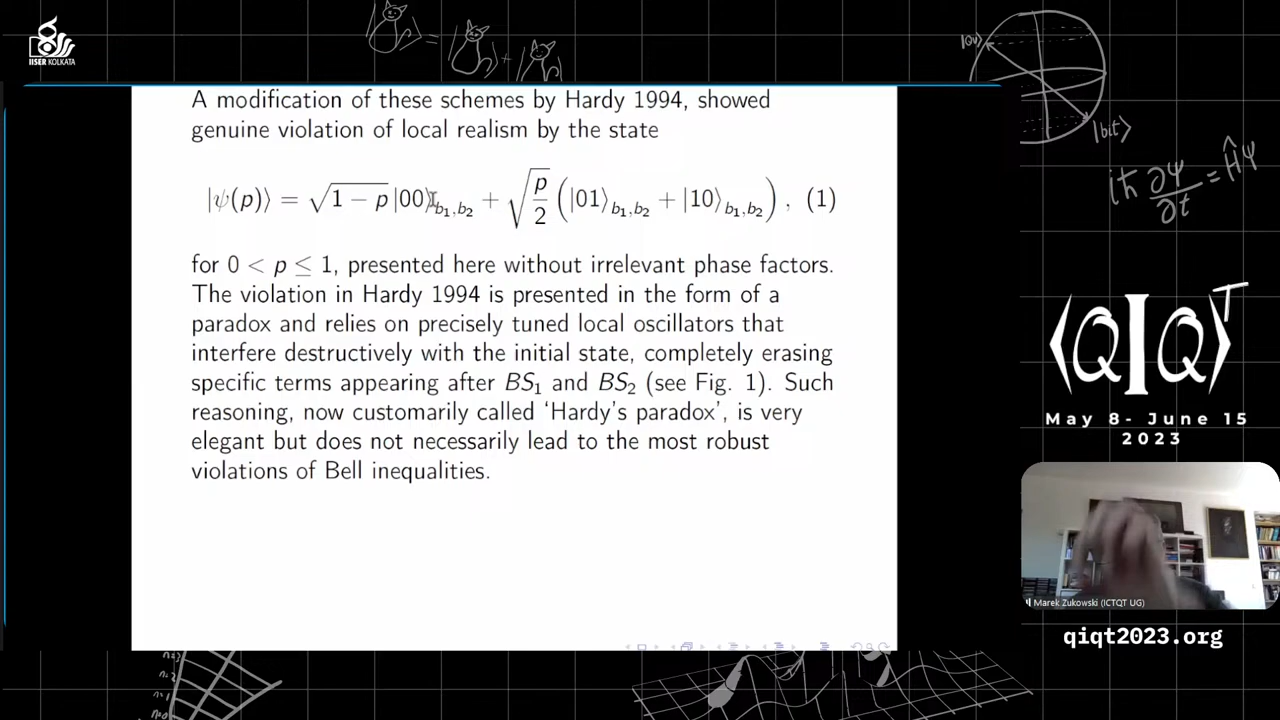 IISER KOLKATA
A modification of these schemes by Hardy 1994, showed
genuine violation of local realism by the state
|ψ(p)⟩ = √(1 − p) |00⟩_{b₁,b₂} + √(p/2) (|01⟩_{b₁,b₂} + |10⟩_{b₁,b₂}) , (1)
for 0 < p ≤ 1, presented here without irrelevant phase factors.
The violation in Hardy 1994 is presented in the form of a
paradox and relies on precisely tuned local oscillators that
interfere destructively with the initial state, completely erasing
specific terms appearing after BS₁ and BS₂ (see Fig. 1). Such
reasoning, now customarily called ‘Hardy's paradox’, is very
elegant but does not necessarily lead to the most robust
violations of Bell inequalities.
|bit⟩
iħ ∂ψ/∂t = Ĥψ
⟨Q|Q⟩ᵀ
May 8- June 15
2023
Marek Zukowski (ICTQT UG)
qiqt2023.org
n=2